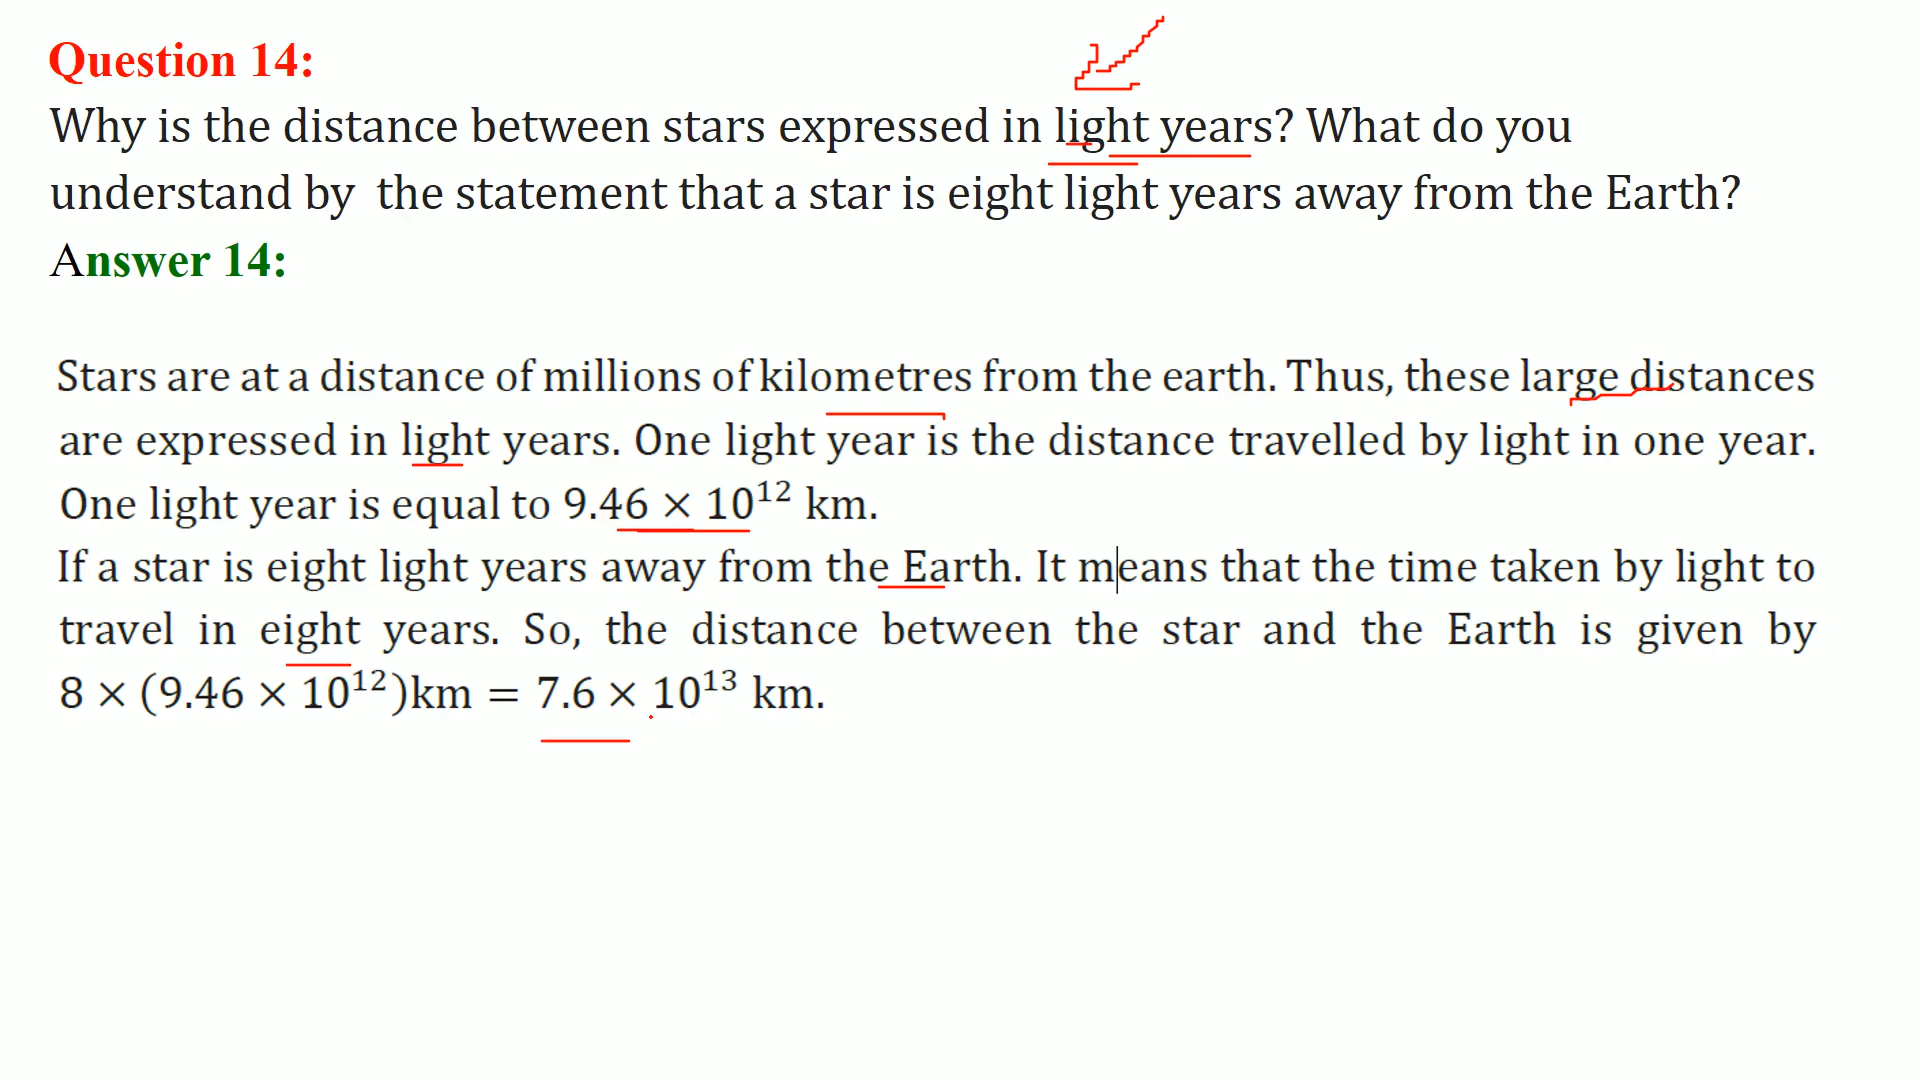 Question 14:
Why is the distance between stars expressed in light years? What do you
understand by the statement that a star is eight light years away from the Earth?
Answer 14:
Stars are at a distance of millions of kilometres from the earth. Thus, these large distances
are expressed in light years. One light year is the distance travelled by light in one year.
One light year is equal to 9.46 × 10¹² km.
If a star is eight light years away from the Earth. It means that the time taken by light to
travel in eight years. So, the distance between the star and the Earth is given by
8 × (9.46 × 10¹²)km = 7.6 × 10¹³ km.